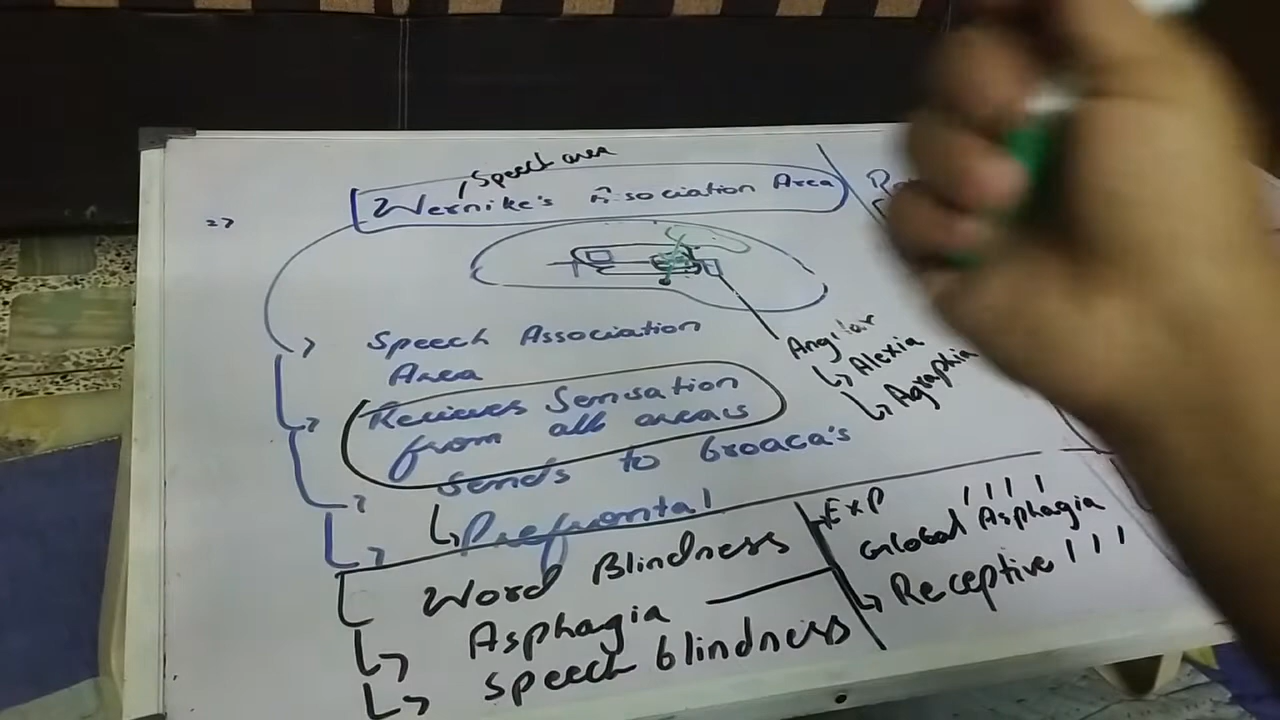 Speech area
Wernike's Association Area
Speech Association
Area
Recieves Sensation
from all areas
sends to broaca's
Prefrontal
Angular
Alexia
Agraphia
Word Blindness
Asphagia
Speech blindness
Exp
Global Asphagia
Receptive